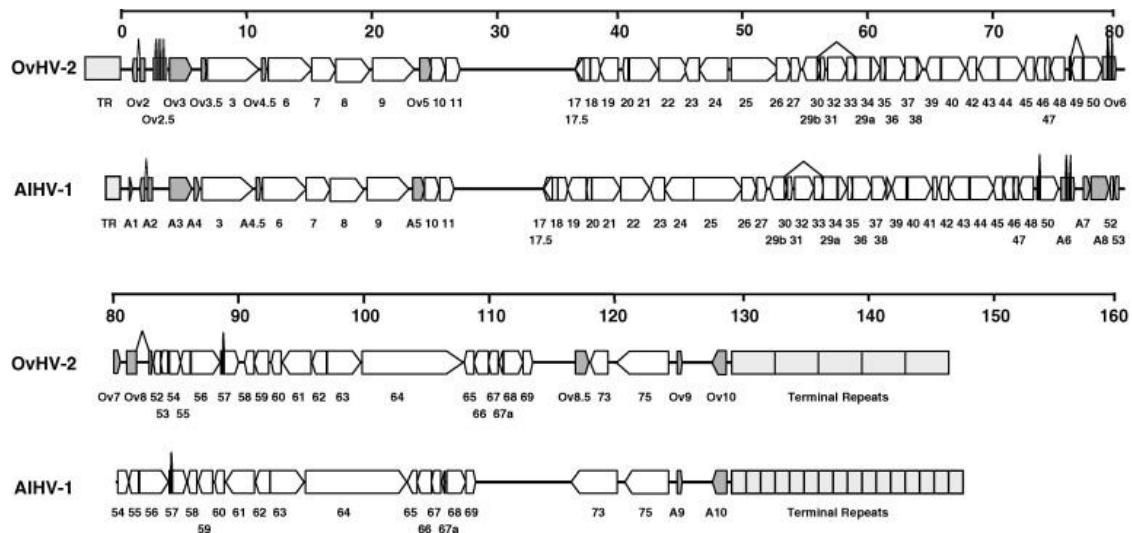 0 10 20 30 40 50 60 70 80
OvHV-2
TR Ov2 Ov3 Ov3.5 3 Ov4.5 6 7 8 9 Ov5 10 11 17 18 19 20 21 22 23 24 25 26 27 30 32 33 34 35 37 39 40 42 43 44 45 46 48 49 50 Ov6
Ov2.5 17.5 29b 31 29a 36 38 47
AlHV-1
TR A1 A2 A3 A4 3 A4.5 6 7 8 9 A5 10 11 17 18 19 20 21 22 23 24 25 26 27 30 32 33 34 35 37 39 40 41 42 43 44 45 46 48 50 A7 52
17.5 29b 31 29a 36 38 47 A6 A8 53
80 90 100 110 120 130 140 150 160
OvHV-2
Ov7 Ov8 52 54 56 57 58 59 60 61 62 63 64 65 67 68 69 Ov8.5 73 75 Ov9 Ov10 Terminal Repeats
53 55 66 67a
AlHV-1
54 55 56 57 58 60 61 62 63 64 65 67 68 69 73 75 A9 A10 Terminal Repeats
59 66 67a